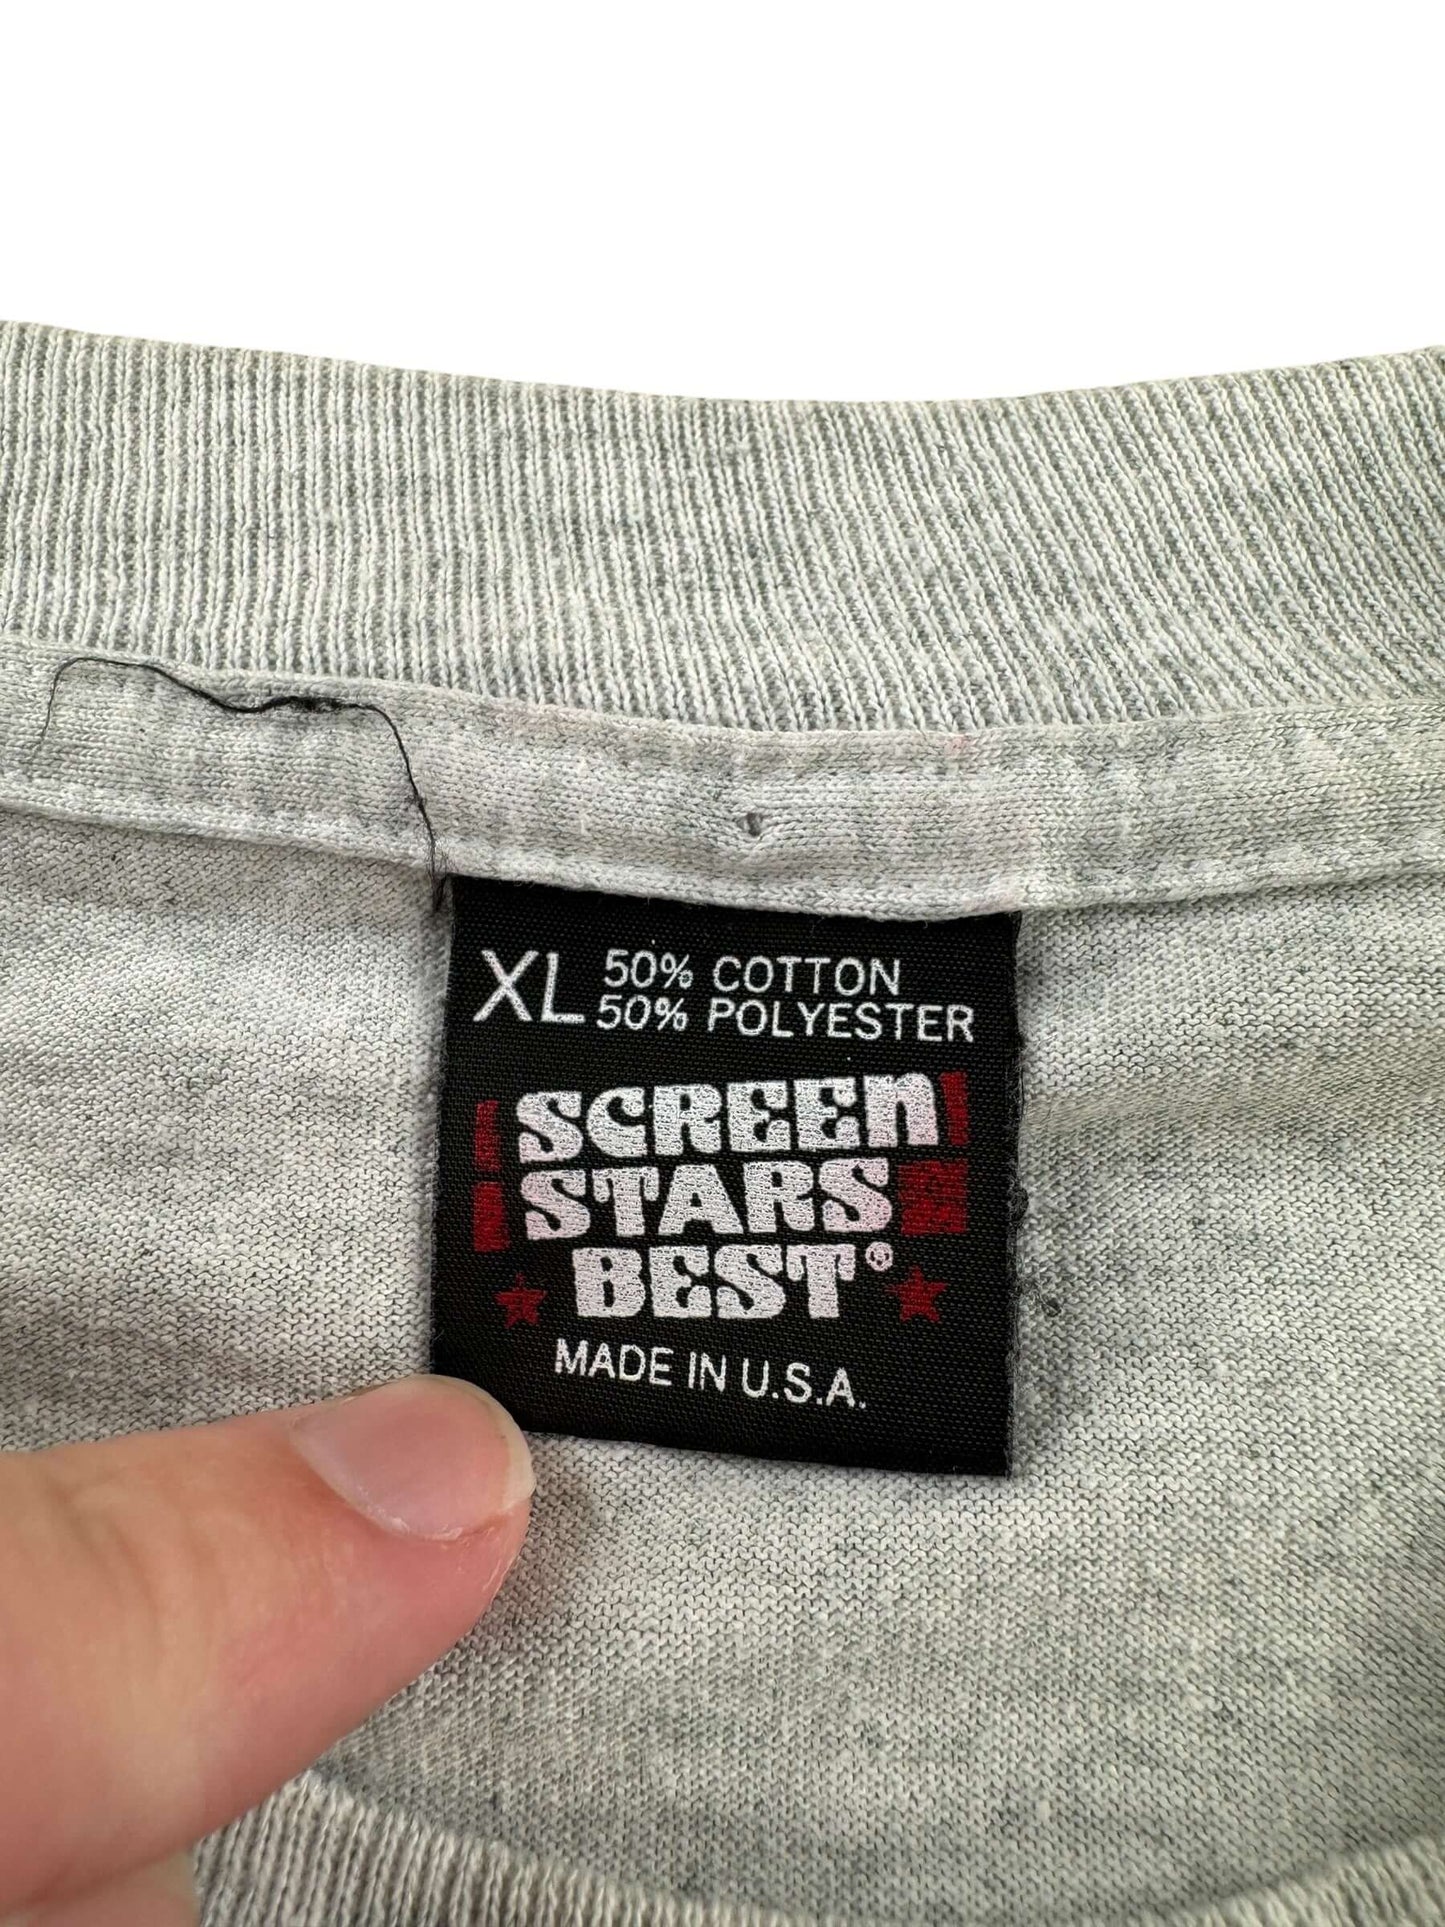 XL 50% COTTON
50% POLYESTER
SCREEn
STARS
BEST®
MADE IN U.S.A.